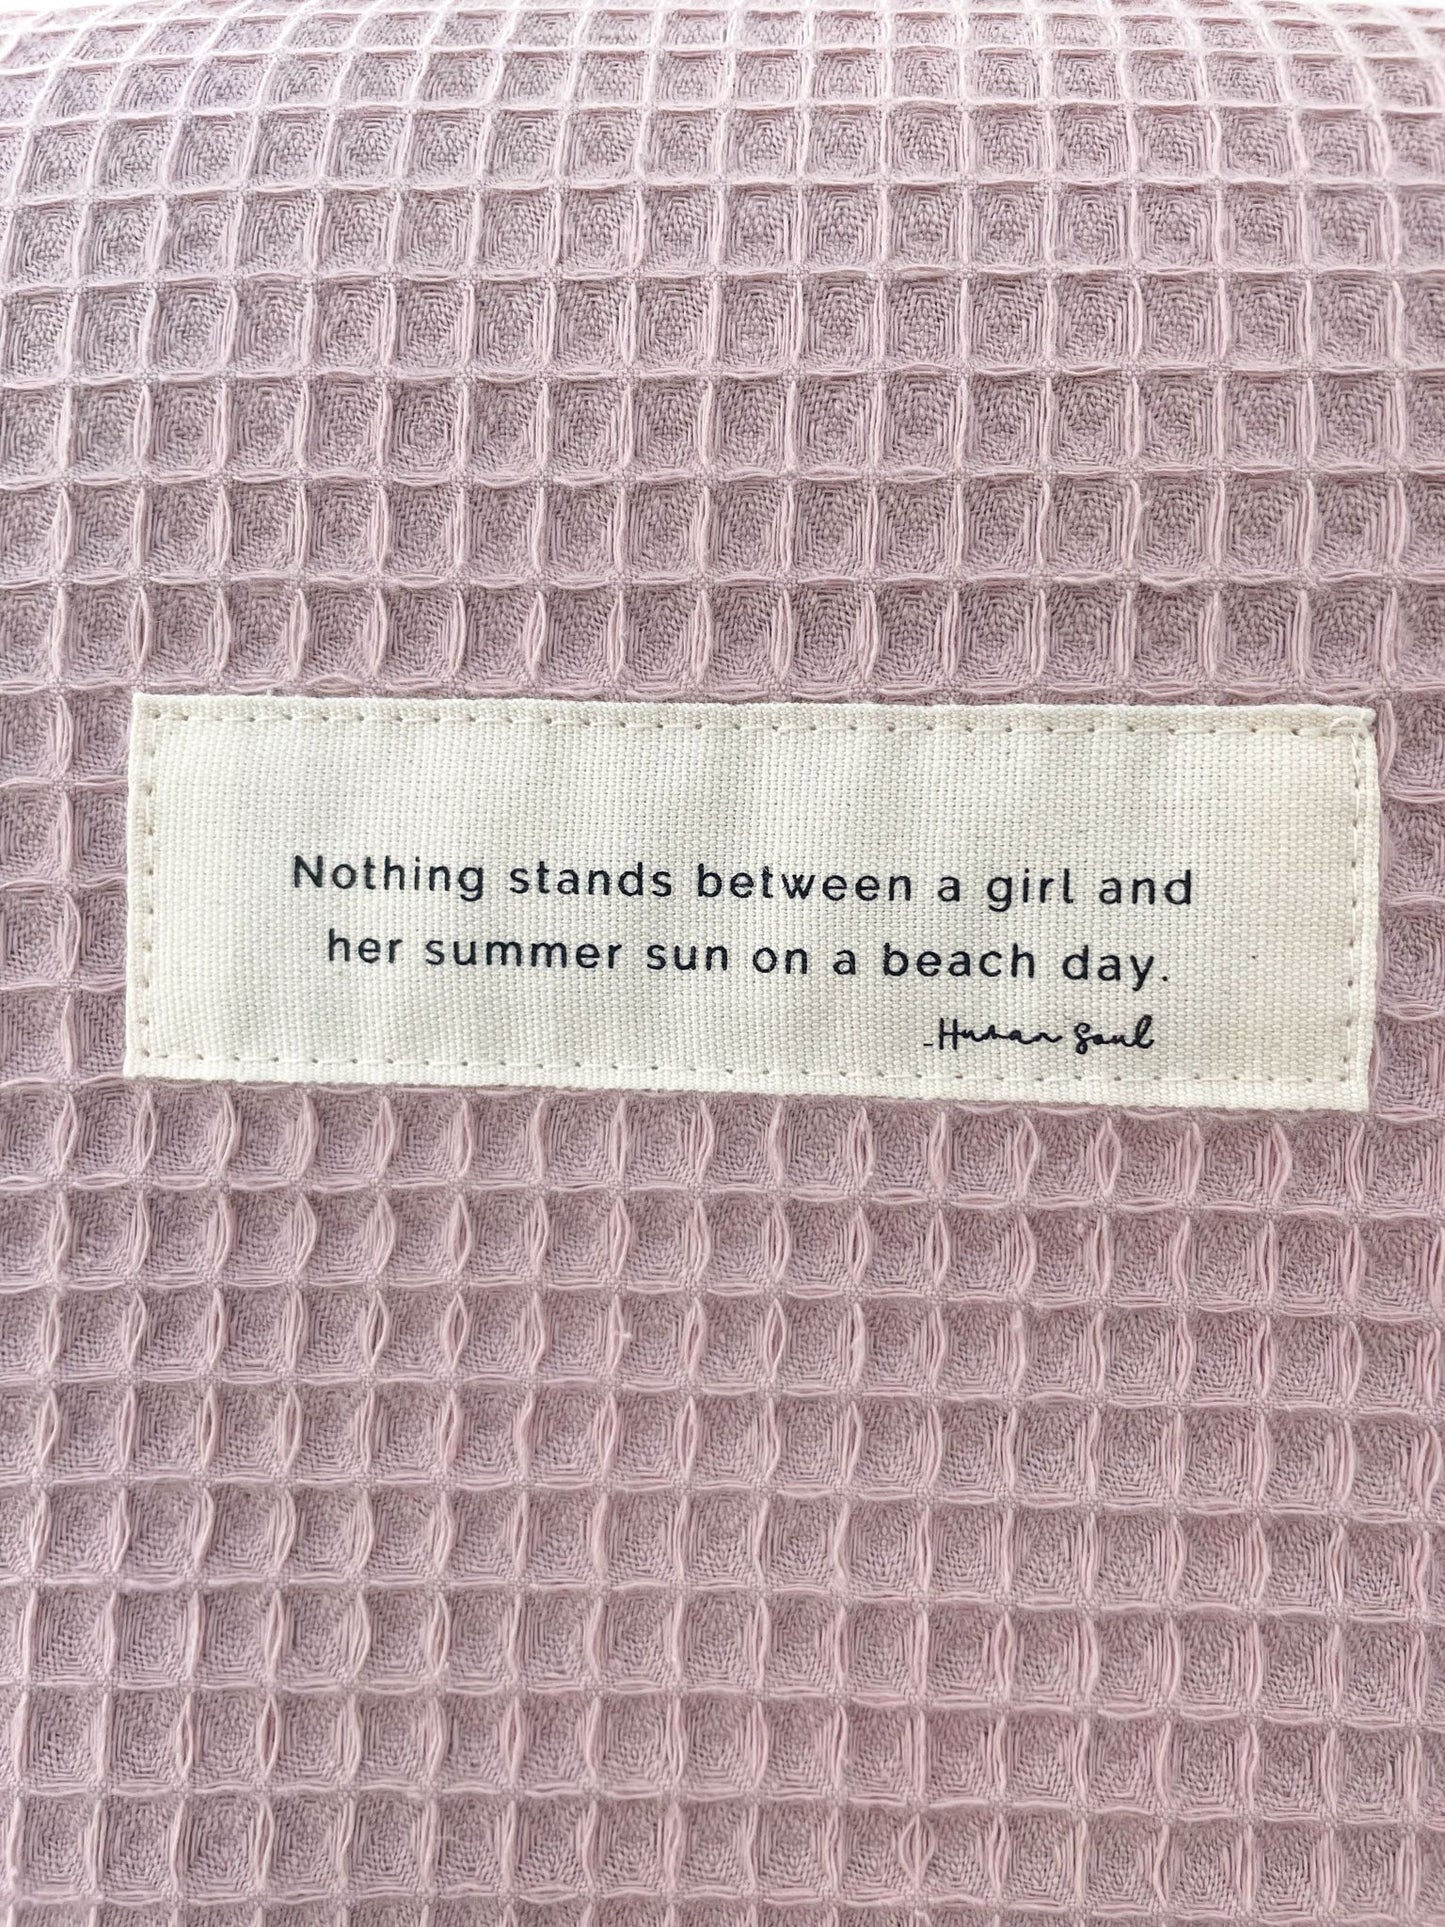 Nothing stands between a girl and
her summer sun on a beach day.
-Human Soul